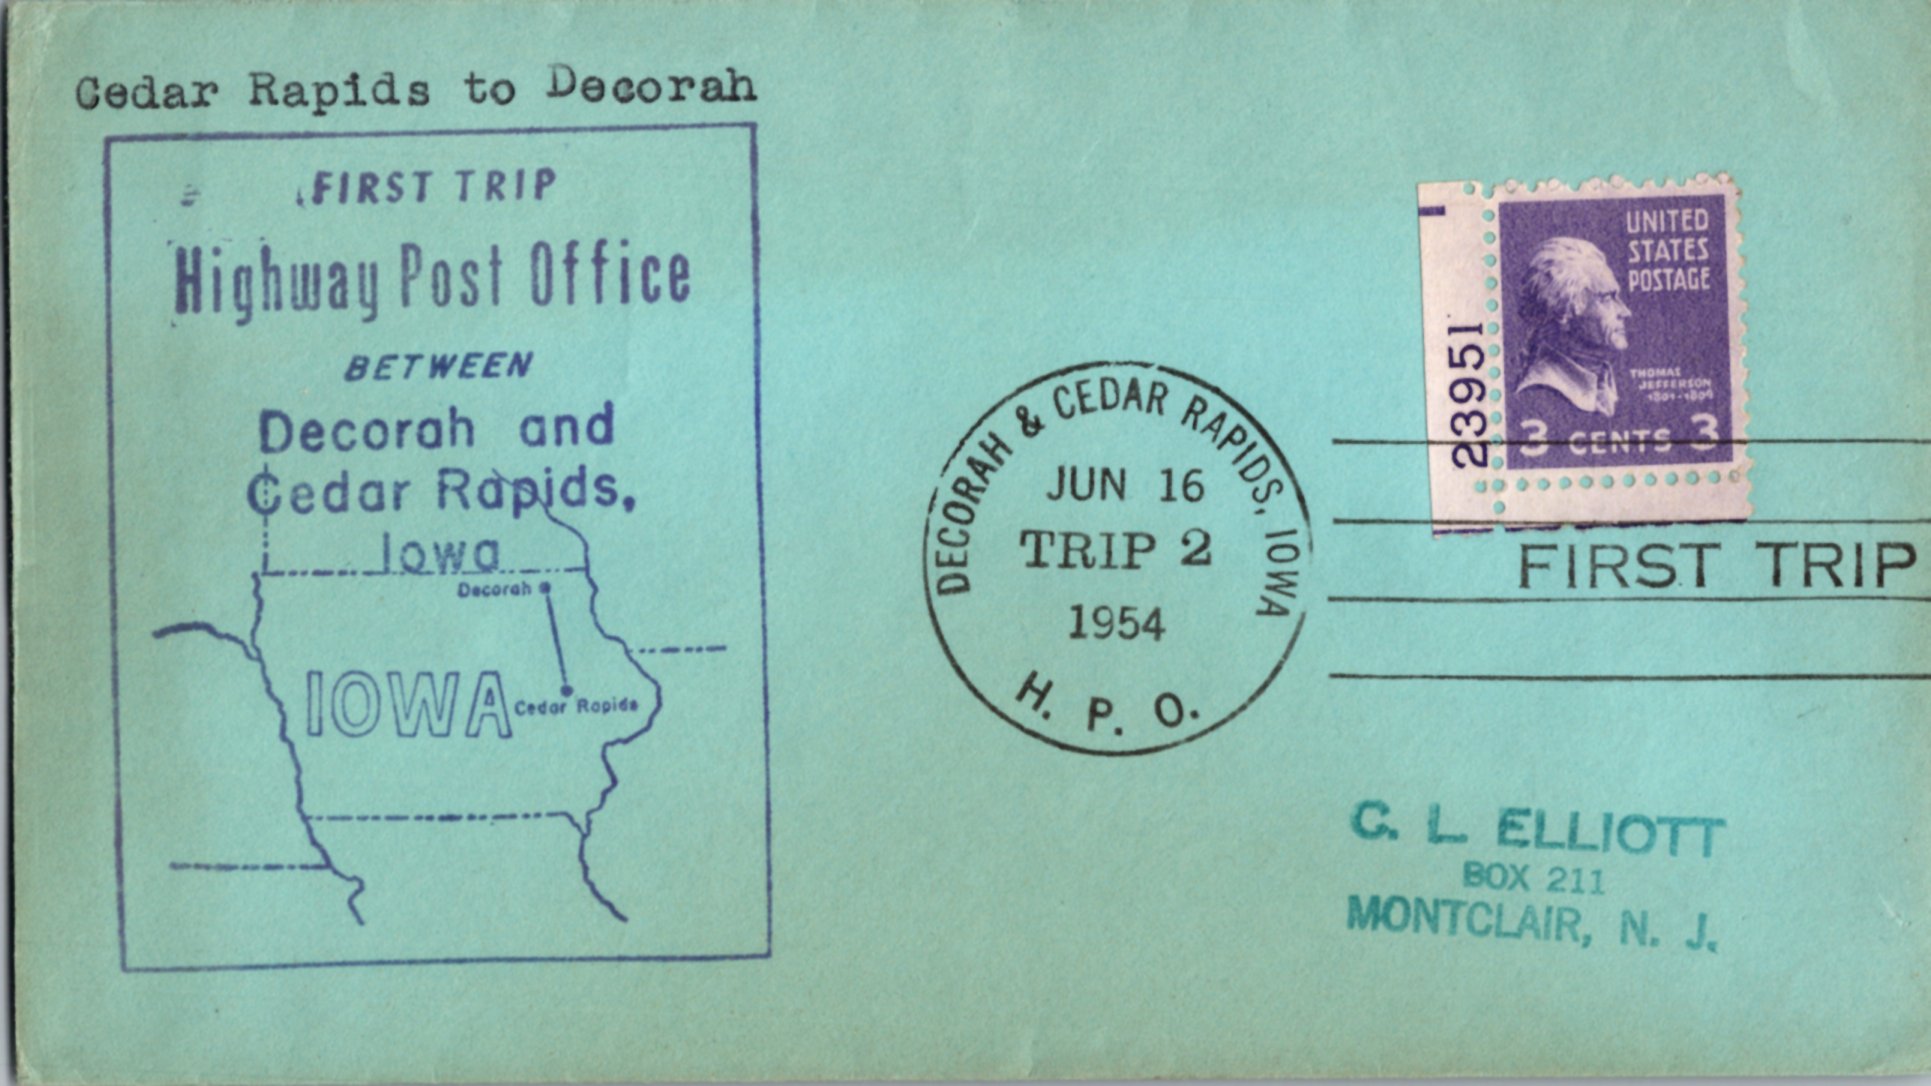 Cedar Rapids to Decorah
FIRST TRIP
Highway Post Office
BETWEEN
Decorah and
Cedar Rapids,
Iowa
Decorah
IOWA
Cedar Rapids
DECORAH & CEDAR RAPIDS, IOWA
JUN 16
TRIP 2
1954
H. P. O.
23951
UNITED
STATES
POSTAGE
THOMAS
JEFFERSON
1801-1809
3 CENTS 3
FIRST TRIP
C. L. ELLIOTT
BOX 211
MONTCLAIR, N. J.